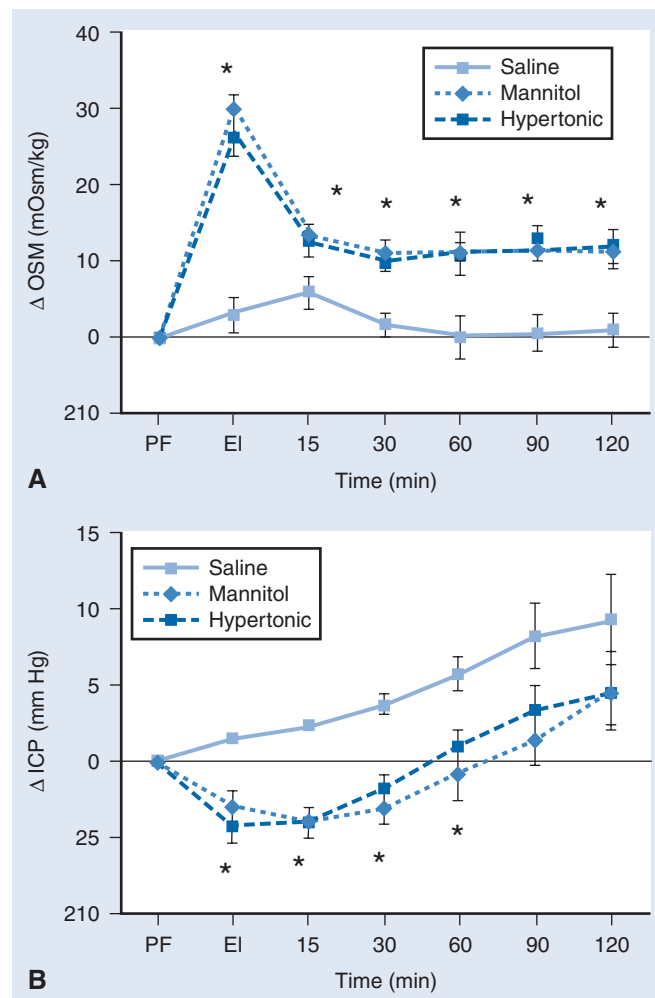 40
30
20
10
0
210
Δ OSM (mOsm/kg)
Saline
Mannitol
Hypertonic
*
*
*
*
*
*
PF EI 15 30 60 90 120
Time (min)
A
15
10
5
0
25
210
Δ ICP (mm Hg)
Saline
Mannitol
Hypertonic
*
*
*
*
PF EI 15 30 60 90 120
Time (min)
B